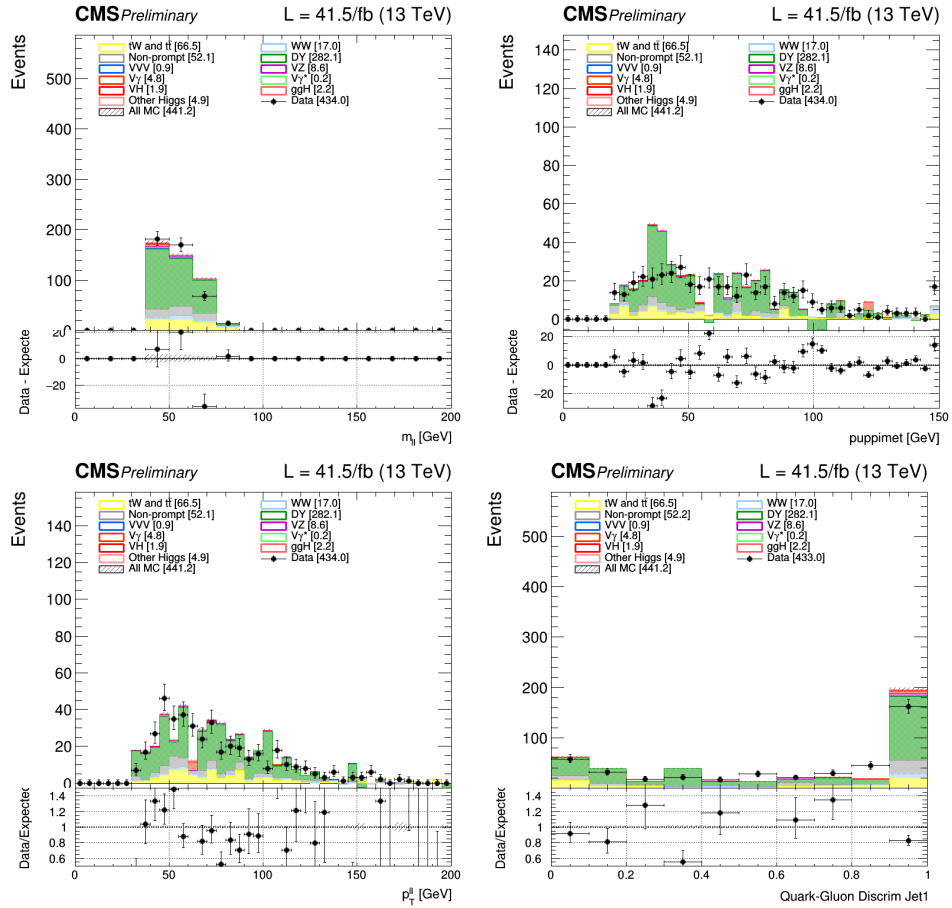 CMS Preliminary L = 41.5/fb (13 TeV)
Events
tW and tt̅ [66.5] WW [17.0]
Non-prompt [52.1] DY [282.1]
VVV [0.9] VZ [8.6]
Vγ [4.8] Vγ* [0.2]
VH [1.9] ggH [2.2]
Other Higgs [4.9] Data [434.0]
All MC [441.2]
500
400
300
200
100
0
20
0
−20
Data - Expecte
0 50 100 150 200
m_ll [GeV]
CMS Preliminary L = 41.5/fb (13 TeV)
Events
tW and tt̅ [66.5] WW [17.0]
Non-prompt [52.1] DY [282.1]
VVV [0.9] VZ [8.6]
Vγ [4.8] Vγ* [0.2]
VH [1.9] ggH [2.2]
Other Higgs [4.9] Data [434.0]
All MC [441.2]
140
120
100
80
60
40
20
0
20
0
−20
Data - Expecte
0 50 100 150
puppimet [GeV]
CMS Preliminary L = 41.5/fb (13 TeV)
Events
tW and tt̅ [66.5] WW [17.0]
Non-prompt [52.1] DY [282.1]
VVV [0.9] VZ [8.6]
Vγ [4.8] Vγ* [0.2]
VH [1.9] ggH [2.2]
Other Higgs [4.9] Data [434.0]
All MC [441.2]
140
120
100
80
60
40
20
0
1.4
1.2
1
0.8
0.6
Data/Expected
0 50 100 150 200
p_T^ll [GeV]
CMS Preliminary L = 41.5/fb (13 TeV)
Events
tW and tt̅ [66.5] WW [17.0]
Non-prompt [52.2] DY [282.1]
VVV [0.9] VZ [8.6]
Vγ [4.8] Vγ* [0.2]
VH [1.9] ggH [2.2]
Other Higgs [4.9] Data [433.0]
All MC [441.2]
500
400
300
200
100
1.4
1.2
1
0.8
0.6
Data/Expected
0 0.2 0.4 0.6 0.8 1
Quark-Gluon Discrim Jet1